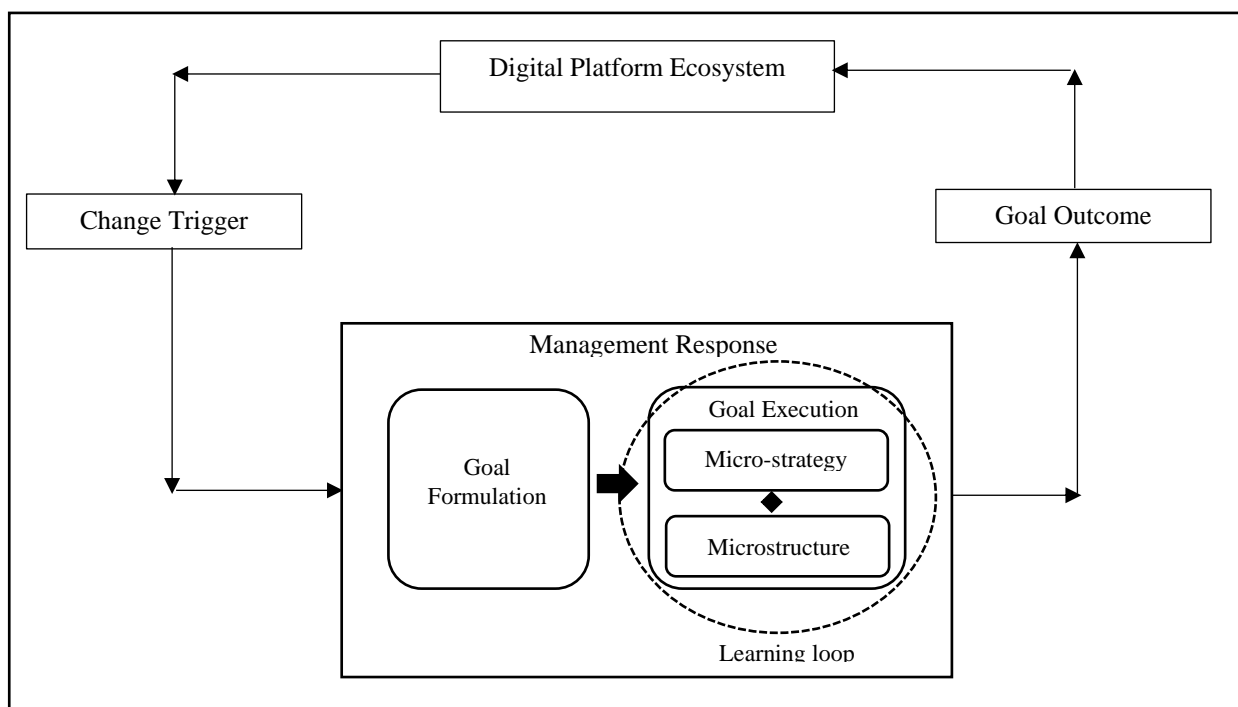 Digital Platform Ecosystem
Change Trigger
Goal Outcome
Management Response
Goal
Formulation
Goal Execution
Micro-strategy
Microstructure
Learning loop